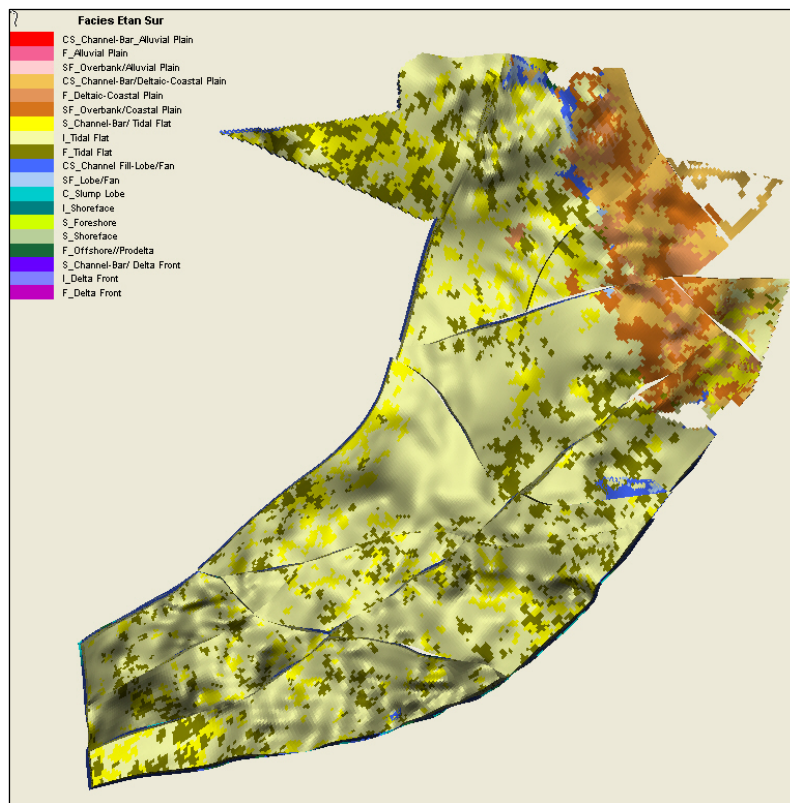 Facies Etan Sur
CS_Channel-Bar_Alluvial Plain
F_Alluvial Plain
SF_Overbank/Alluvial Plain
CS_Channel-Bar/Deltaic-Coastal Plain
F_Deltaic-Coastal Plain
SF_Overbank/Coastal Plain
S_Channel-Bar/ Tidal Flat
I_Tidal Flat
F_Tidal Flat
CS_Channel Fill-Lobe/Fan
SF_Lobe/Fan
C_Slump Lobe
I_Shoreface
S_Foreshore
S_Shoreface
F_Offshore//Prodelta
S_Channel-Bar/ Delta Front
I_Delta Front
F_Delta Front